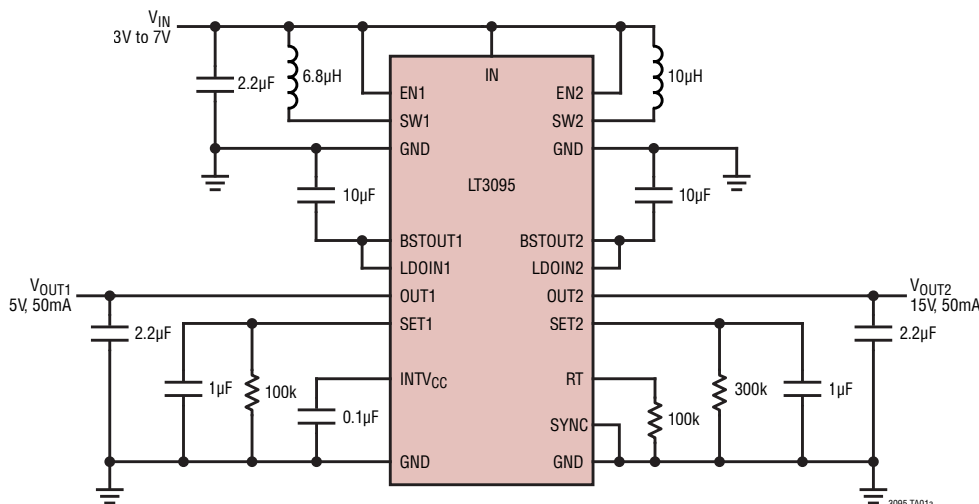 VIN
3V to 7V
2.2µF
6.8µH
IN
10µH
EN1
EN2
SW1
SW2
GND
GND
LT3095
10µF
10µF
BSTOUT1
BSTOUT2
LDOIN1
LDOIN2
VOUT1
5V, 50mA
OUT1
OUT2
VOUT2
15V, 50mA
2.2µF
SET1
SET2
2.2µF
1µF
100k
INTVCC
RT
300k
1µF
0.1µF
100k
SYNC
GND
GND
3095 TA01a